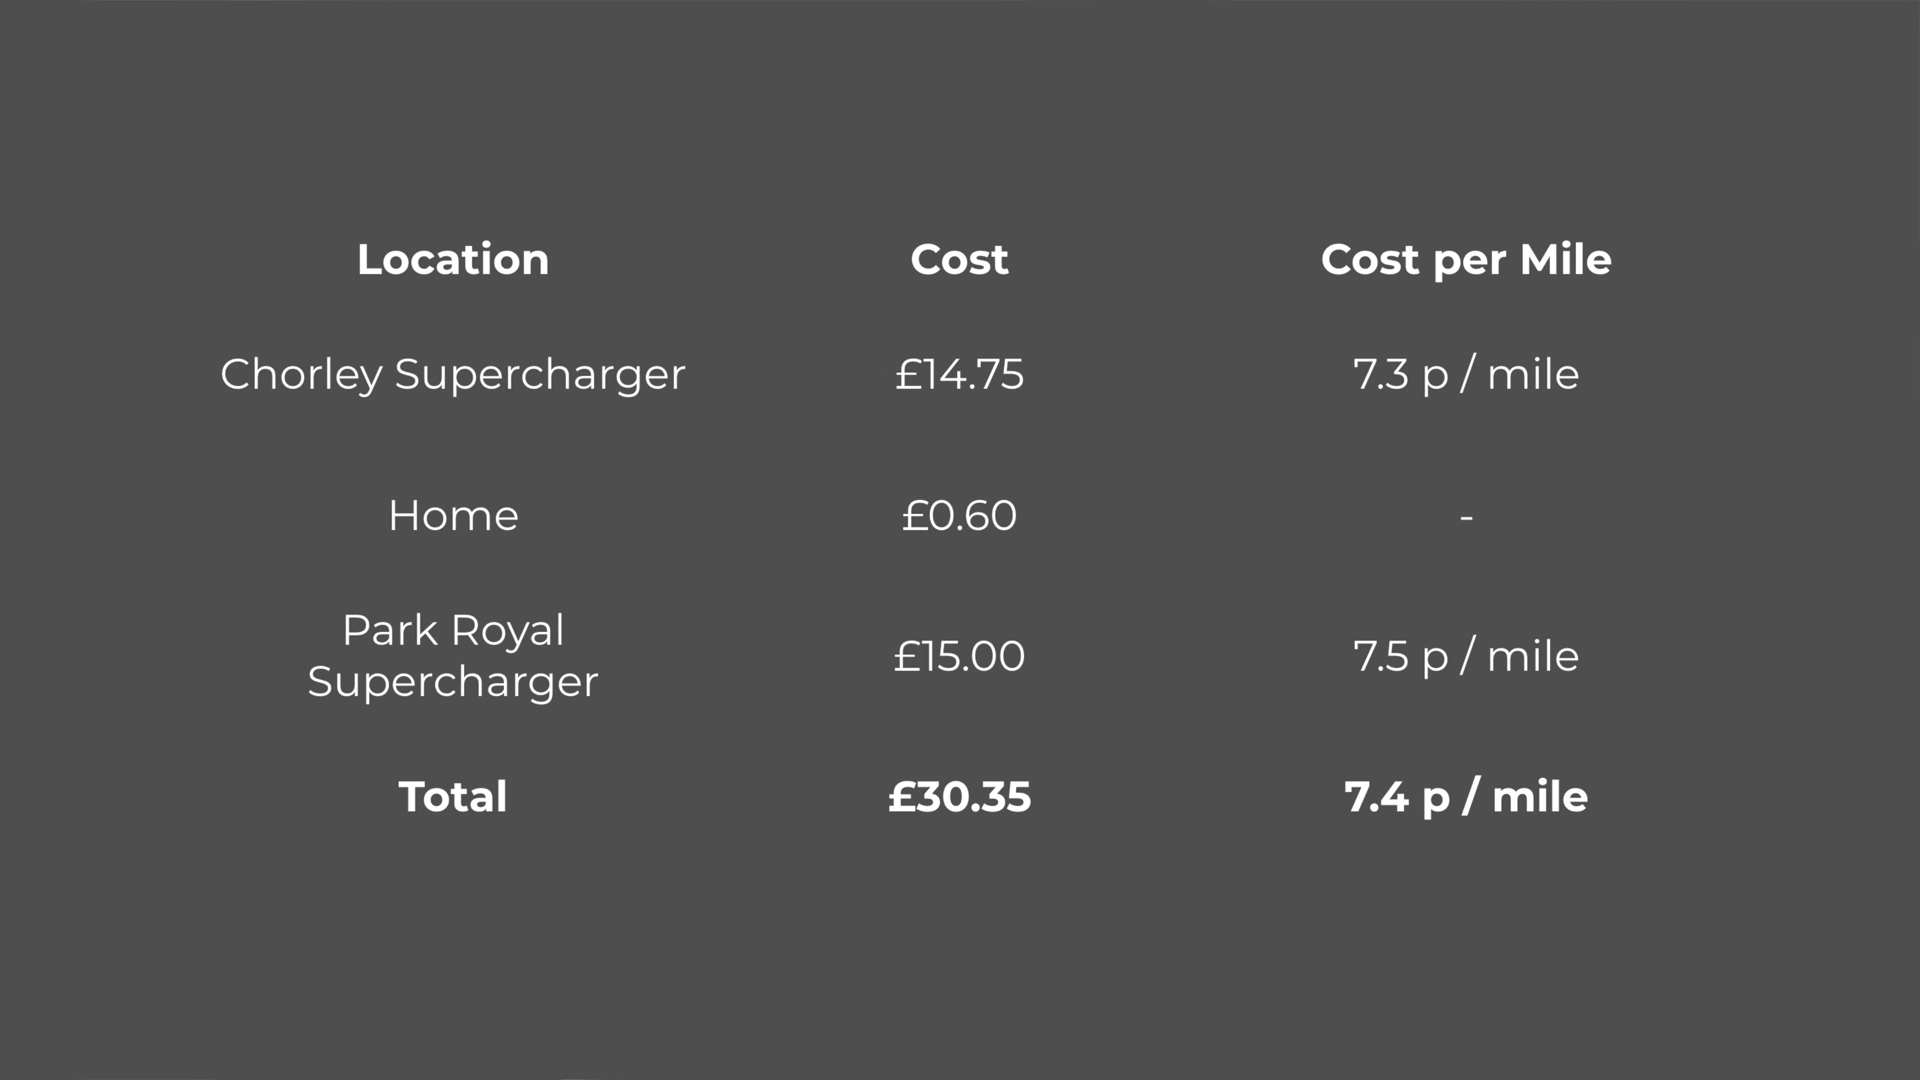 Location Cost Cost per Mile
Chorley Supercharger £14.75 7.3 p / mile
Home £0.60 -
Park Royal
Supercharger £15.00 7.5 p / mile
Total £30.35 7.4 p / mile